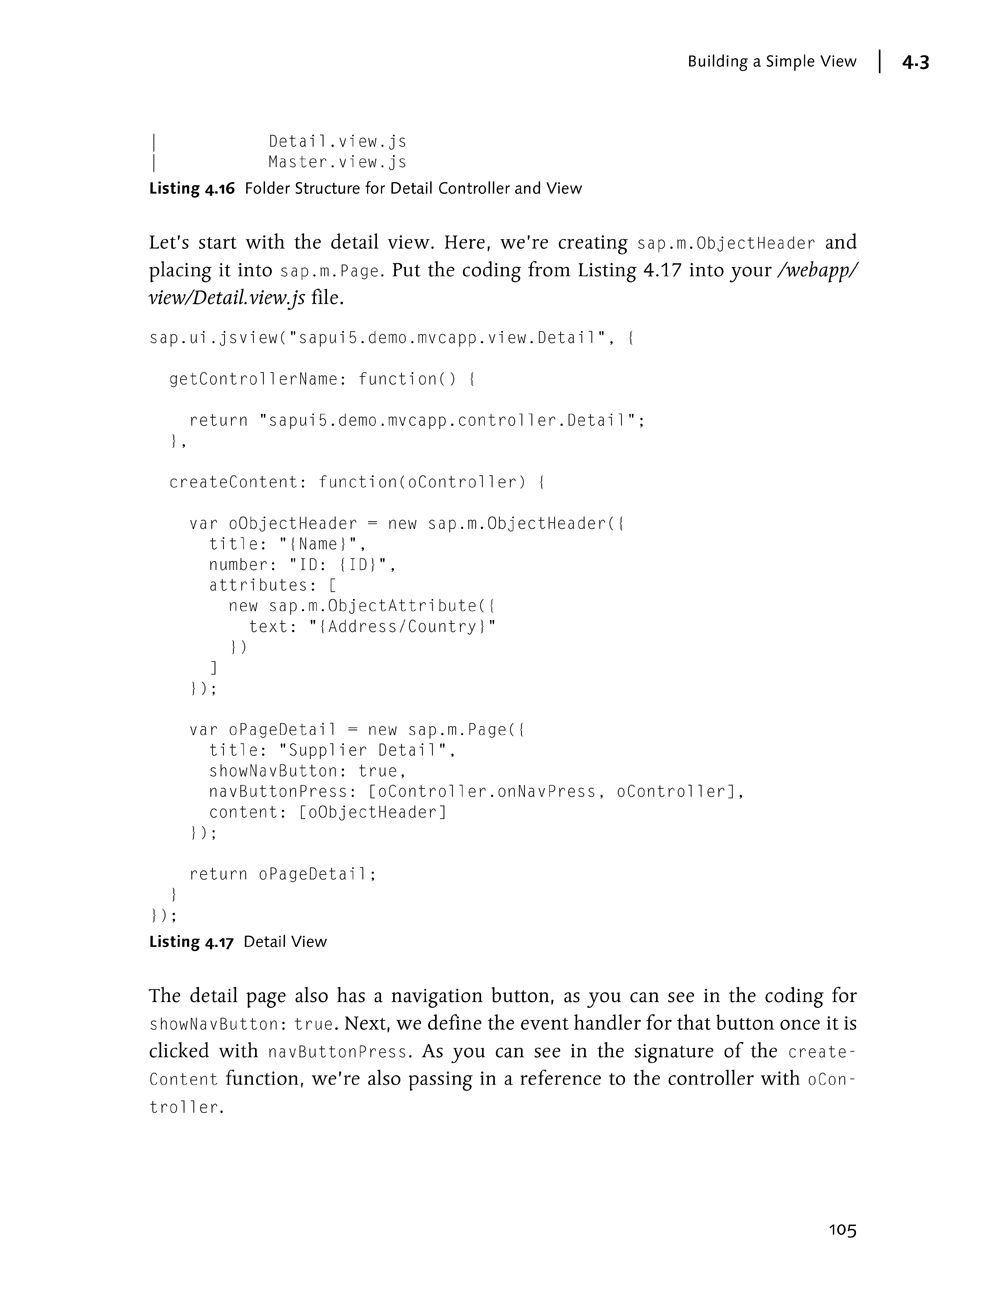 Building a Simple View | 4.3
| Detail.view.js
| Master.view.js
Listing 4.16 Folder Structure for Detail Controller and View
Let's start with the detail view. Here, we're creating sap.m.ObjectHeader and
placing it into sap.m.Page. Put the coding from Listing 4.17 into your /webapp/
view/Detail.view.js file.
sap.ui.jsview("sapui5.demo.mvcapp.view.Detail", {
  getControllerName: function() {
    return "sapui5.demo.mvcapp.controller.Detail";
  },
  createContent: function(oController) {
    var oObjectHeader = new sap.m.ObjectHeader({
      title: "{Name}",
      number: "ID: {ID}",
      attributes: [
        new sap.m.ObjectAttribute({
          text: "{Address/Country}"
        })
      ]
    });
    var oPageDetail = new sap.m.Page({
      title: "Supplier Detail",
      showNavButton: true,
      navButtonPress: [oController.onNavPress, oController],
      content: [oObjectHeader]
    });
    return oPageDetail;
  }
});
Listing 4.17 Detail View
The detail page also has a navigation button, as you can see in the coding for
showNavButton: true. Next, we define the event handler for that button once it is
clicked with navButtonPress. As you can see in the signature of the create-
Content function, we're also passing in a reference to the controller with oCon-
troller.
105